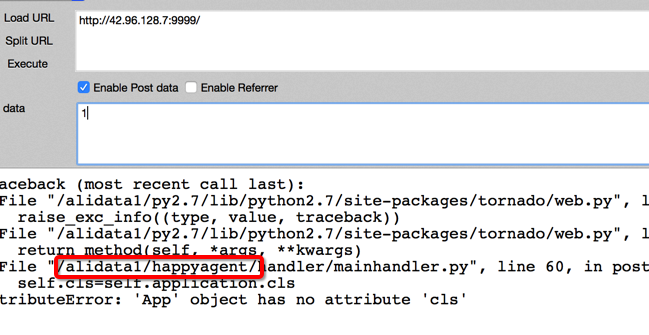 Load URL
http://42.96.128.7:9999/
Split URL
Execute
Enable Post data Enable Referrer
data
1
aceback (most recent call last):
File "/alidata1/py2.7/lib/python2.7/site-packages/tornado/web.py", l
raise_exc_info((type, value, traceback))
File "/alidata1/py2.7/lib/python2.7/site-packages/tornado/web.py", l
return method(self, *args, **kwargs)
File "/alidata1/happyagent/handler/mainhandler.py", line 60, in post
self.cls=self.application.cls
tributeError: 'App' object has no attribute 'cls'